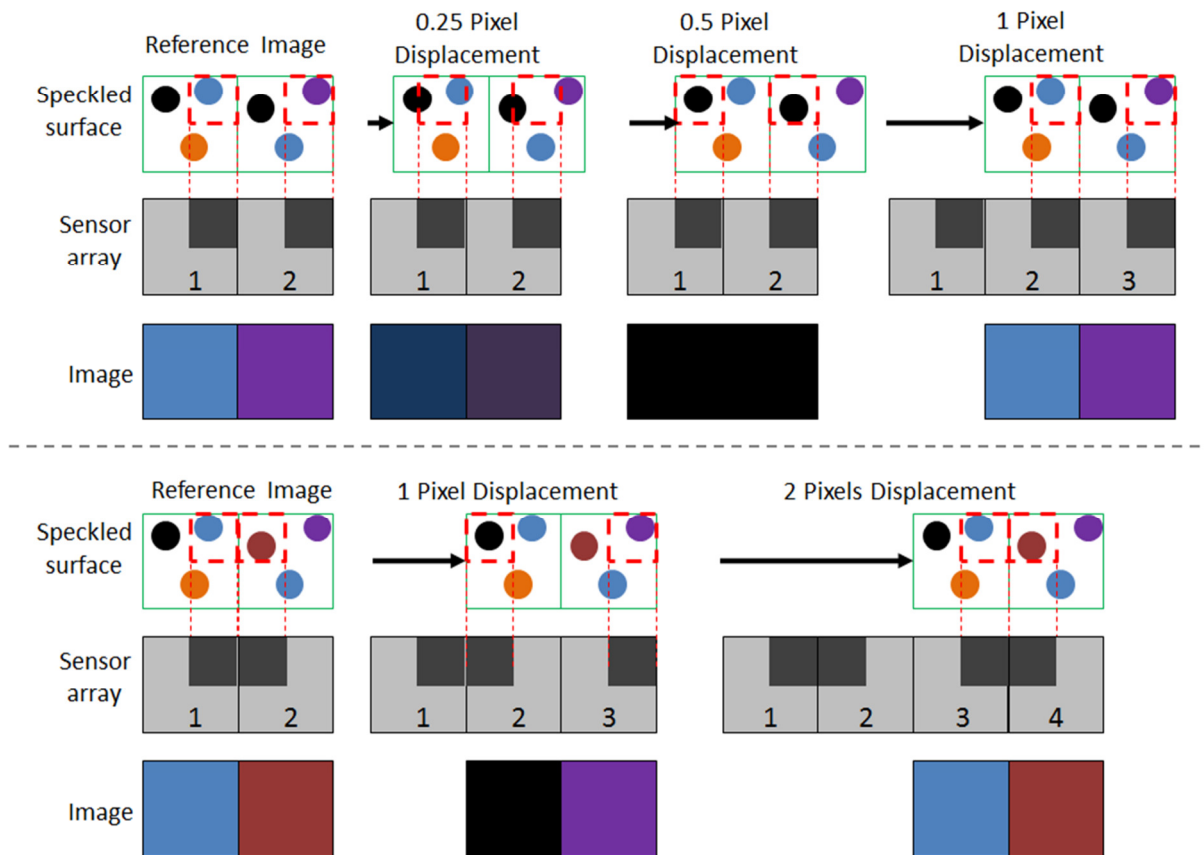 Reference Image
0.25 Pixel
Displacement
0.5 Pixel
Displacement
1 Pixel
Displacement
Speckled
surface
Sensor
array
1 2
1 2
1 2
1 2 3
Image
Reference Image
1 Pixel Displacement
2 Pixels Displacement
Speckled
surface
Sensor
array
1 2
1 2 3
1 2 3 4
Image